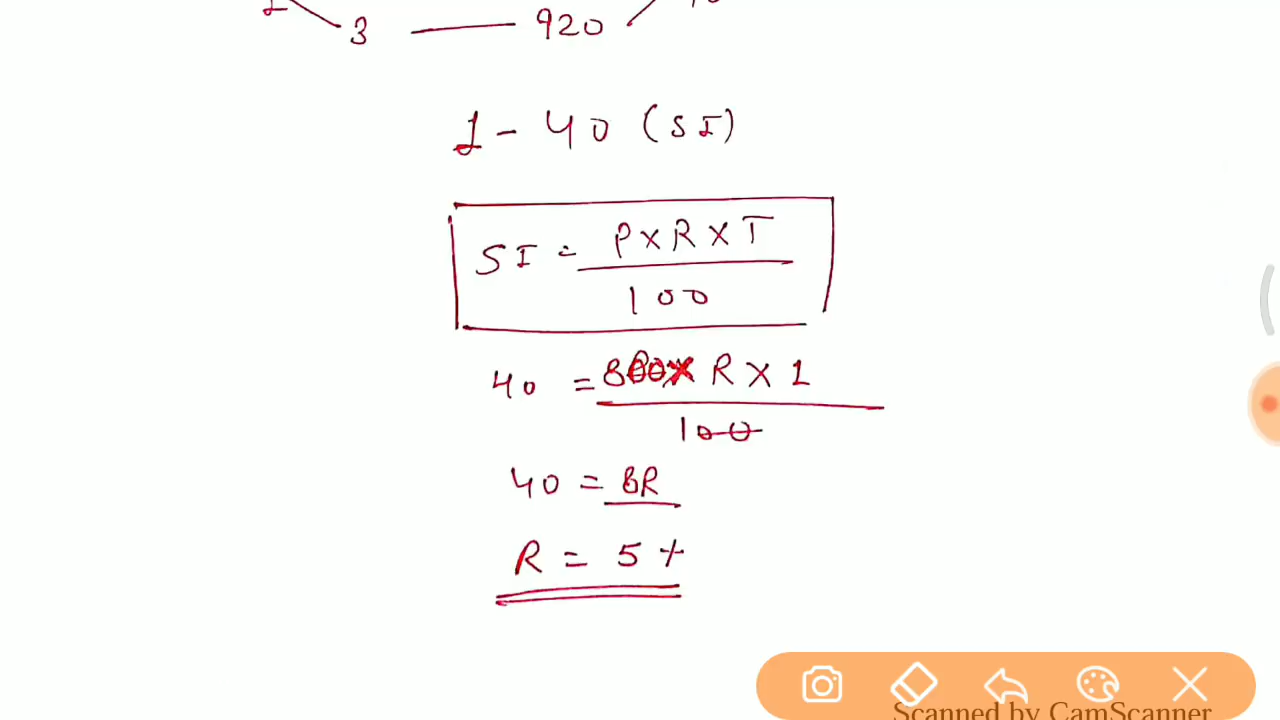 3 — 920
1 - 40 (SI)
SI = P×R×T
100
40 = 800× R × 1
100
40 = 8R
R = 5 %
Scanned by CamScanner